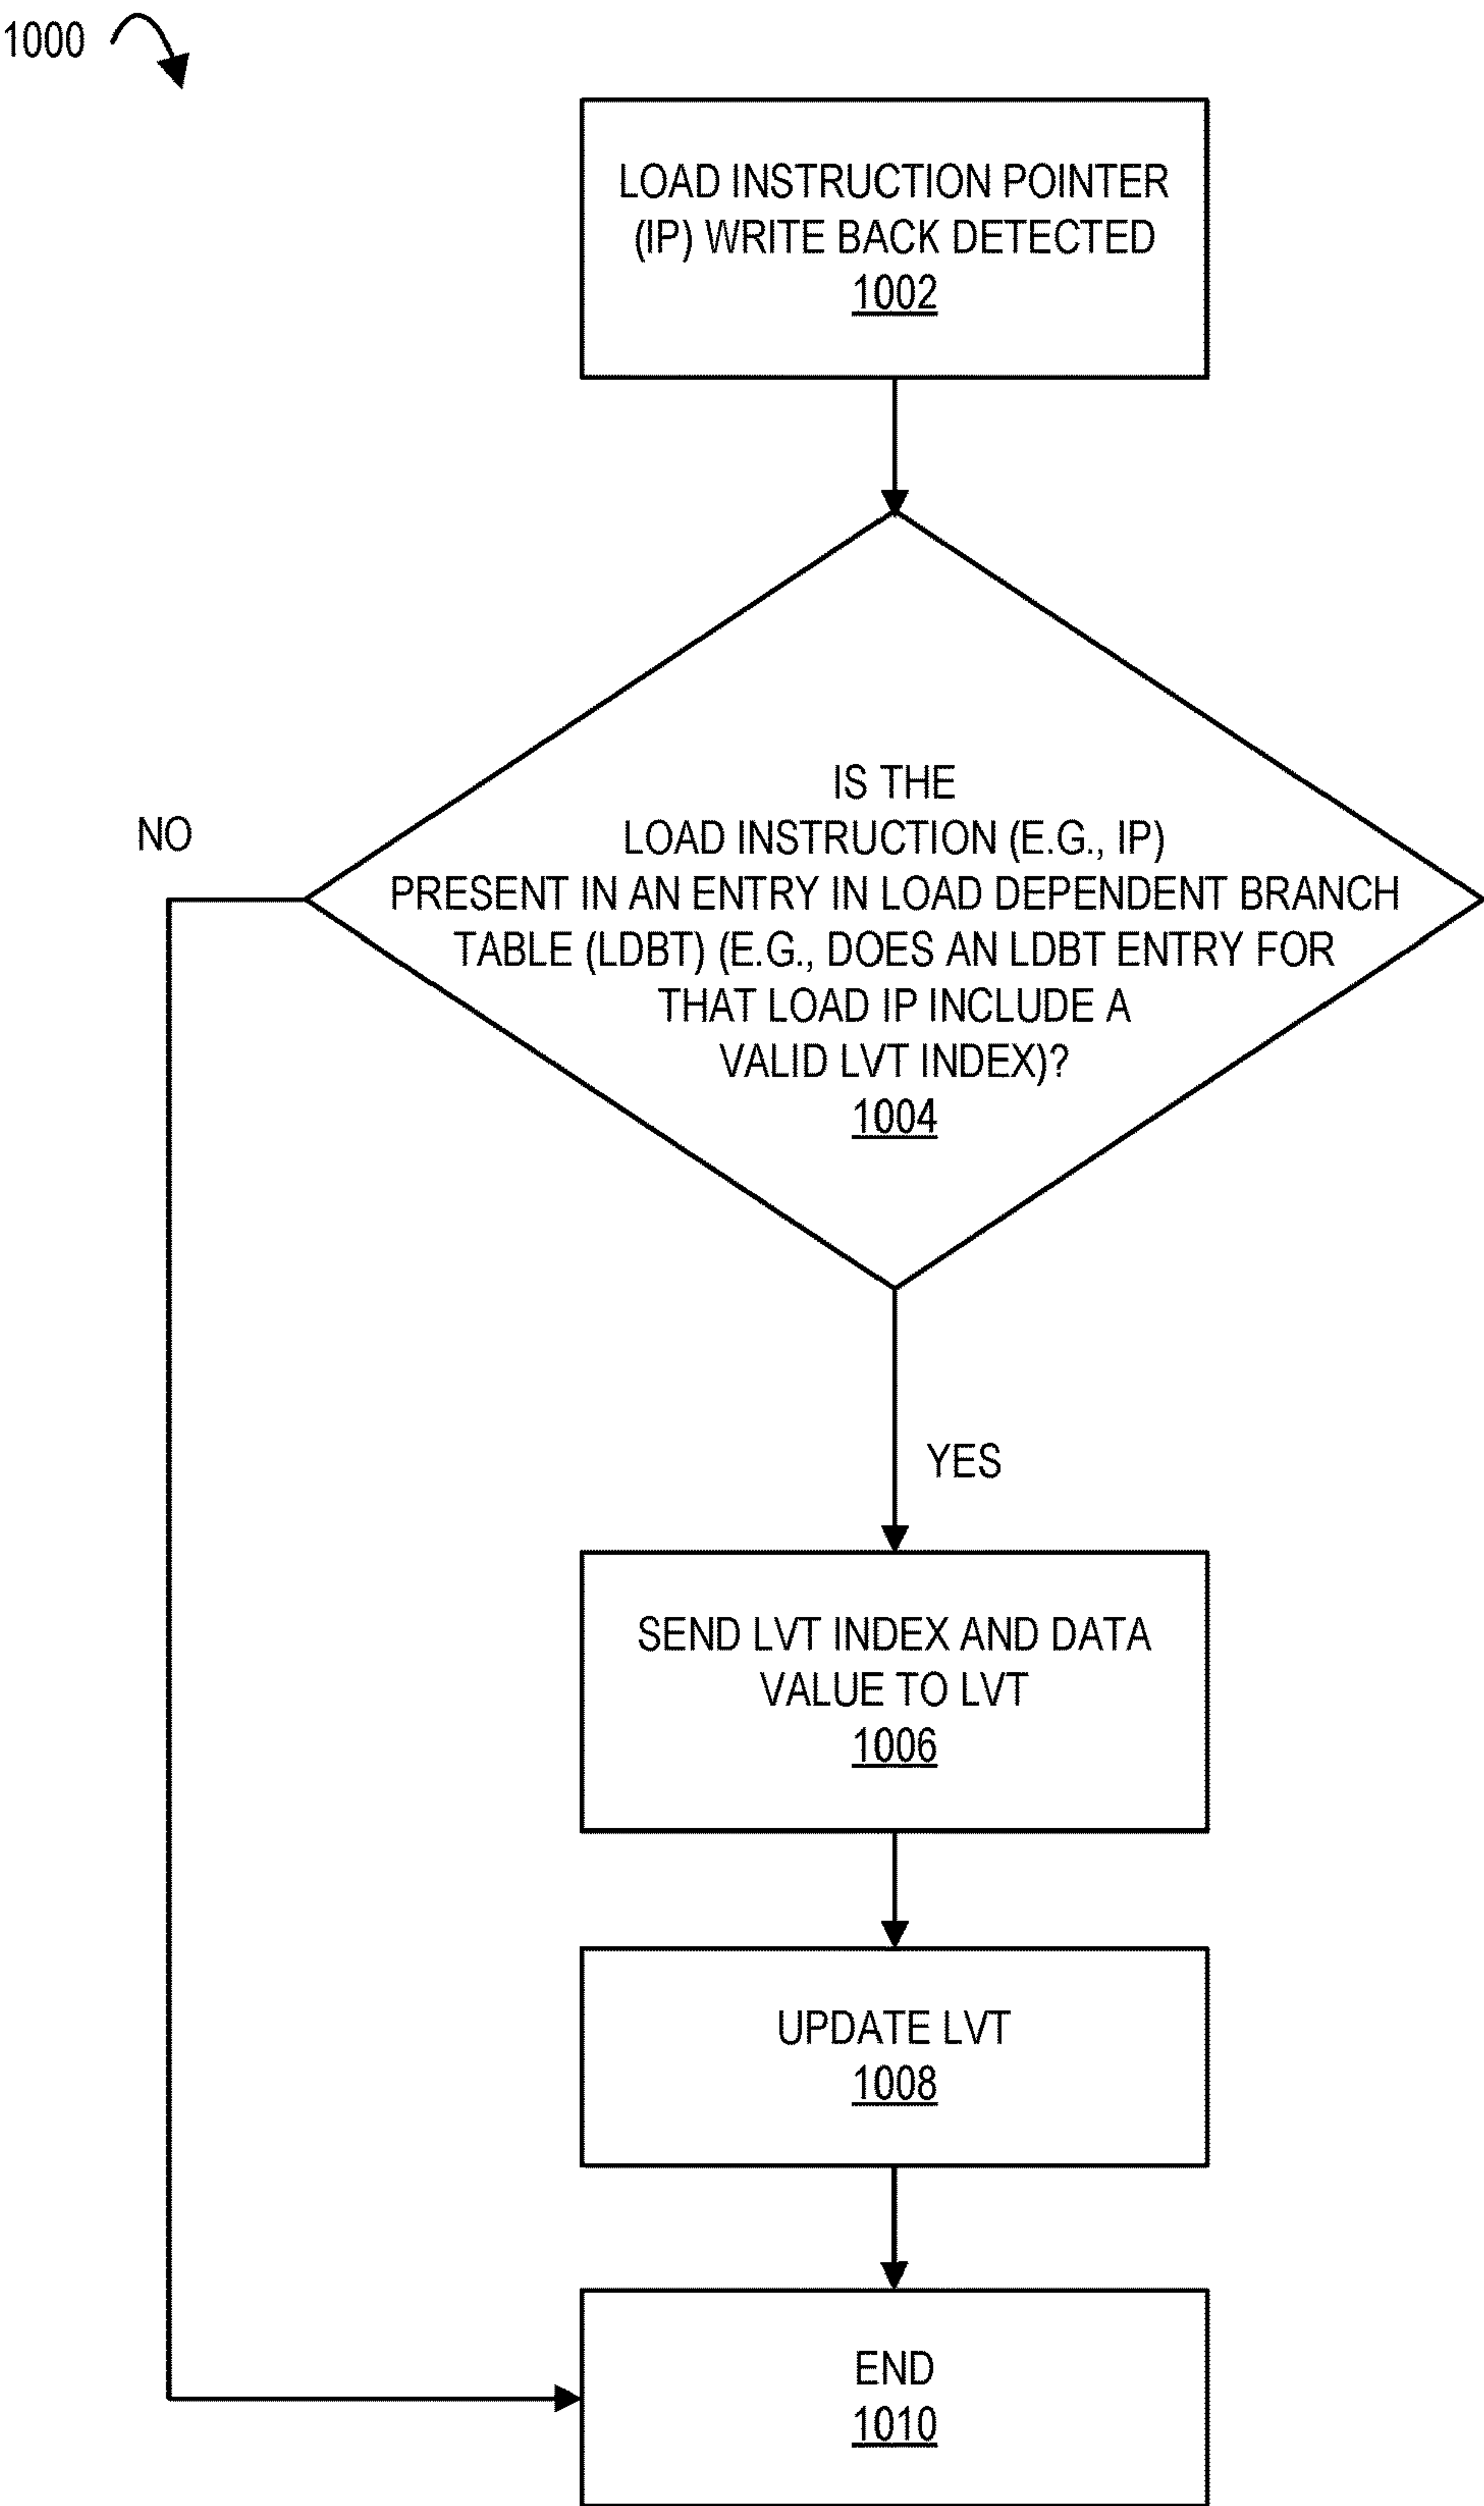 1000
LOAD INSTRUCTION POINTER
(IP) WRITE BACK DETECTED
1002
IS THE
LOAD INSTRUCTION (E.G., IP)
PRESENT IN AN ENTRY IN LOAD DEPENDENT BRANCH
TABLE (LDBT) (E.G., DOES AN LDBT ENTRY FOR
THAT LOAD IP INCLUDE A
VALID LVT INDEX)?
1004
NO
YES
SEND LVT INDEX AND DATA
VALUE TO LVT
1006
UPDATE LVT
1008
END
1010